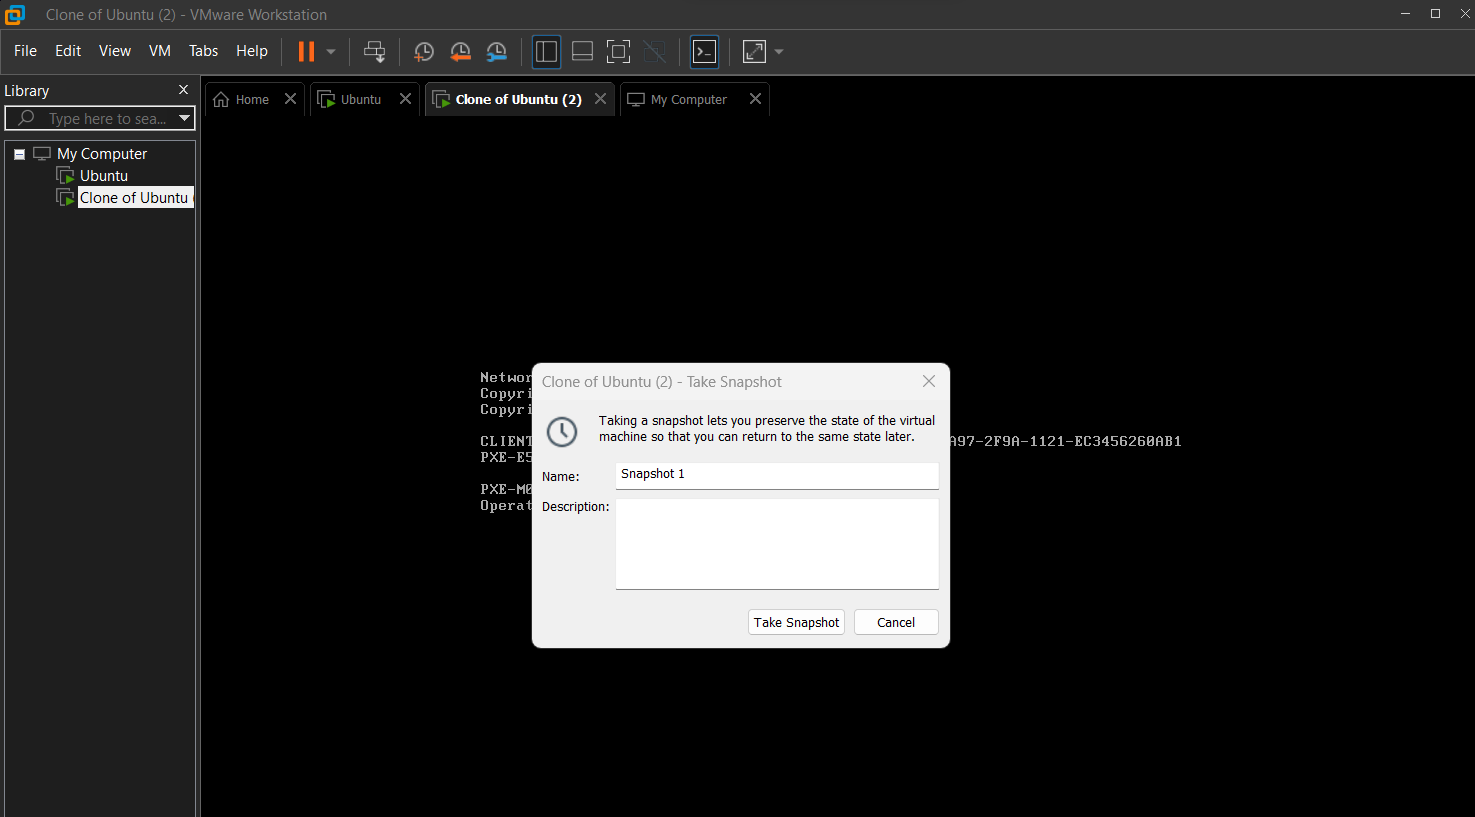 Clone of Ubuntu (2) - VMware Workstation
File Edit View VM Tabs Help
Library
Type here to sea...
My Computer
Ubuntu
Clone of Ubuntu (
Home
Ubuntu
Clone of Ubuntu (2)
My Computer
Networ
Copyri
Copyri
CLIENT
A97-2F9A-1121-EC3456260AB1
PXE-E5
PXE-M0
Operat
Clone of Ubuntu (2) - Take Snapshot
Taking a snapshot lets you preserve the state of the virtual
machine so that you can return to the same state later.
Name: Snapshot 1
Description:
Take Snapshot Cancel